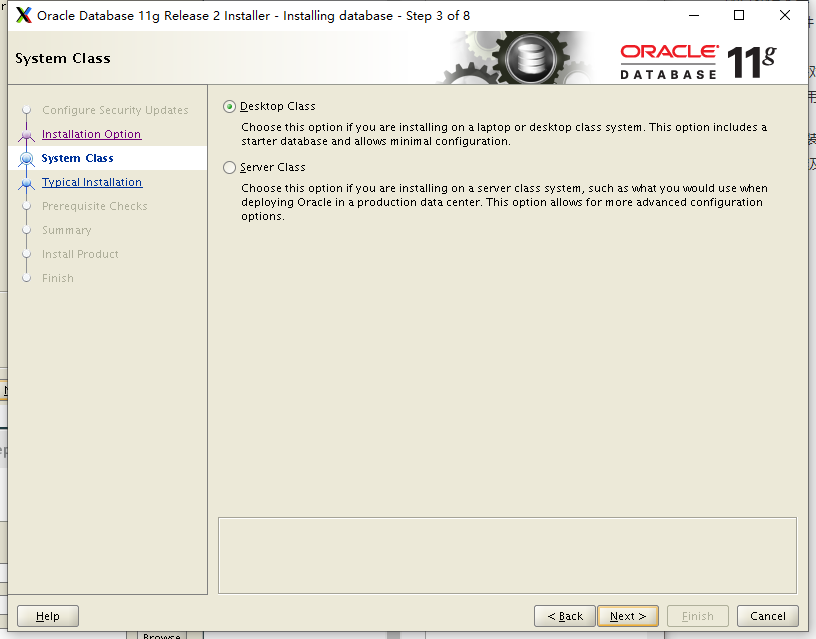 Oracle Database 11g Release 2 Installer - Installing database - Step 3 of 8
System Class
ORACLE
DATABASE
11g
Configure Security Updates
Installation Option
System Class
Typical Installation
Prerequisite Checks
Summary
Install Product
Finish
Desktop Class
Choose this option if you are installing on a laptop or desktop class system. This option includes a
starter database and allows minimal configuration.
Server Class
Choose this option if you are installing on a server class system, such as what you would use when
deploying Oracle in a production data center. This option allows for more advanced configuration
options.
Help
< Back
Next >
Finish
Cancel
Browse